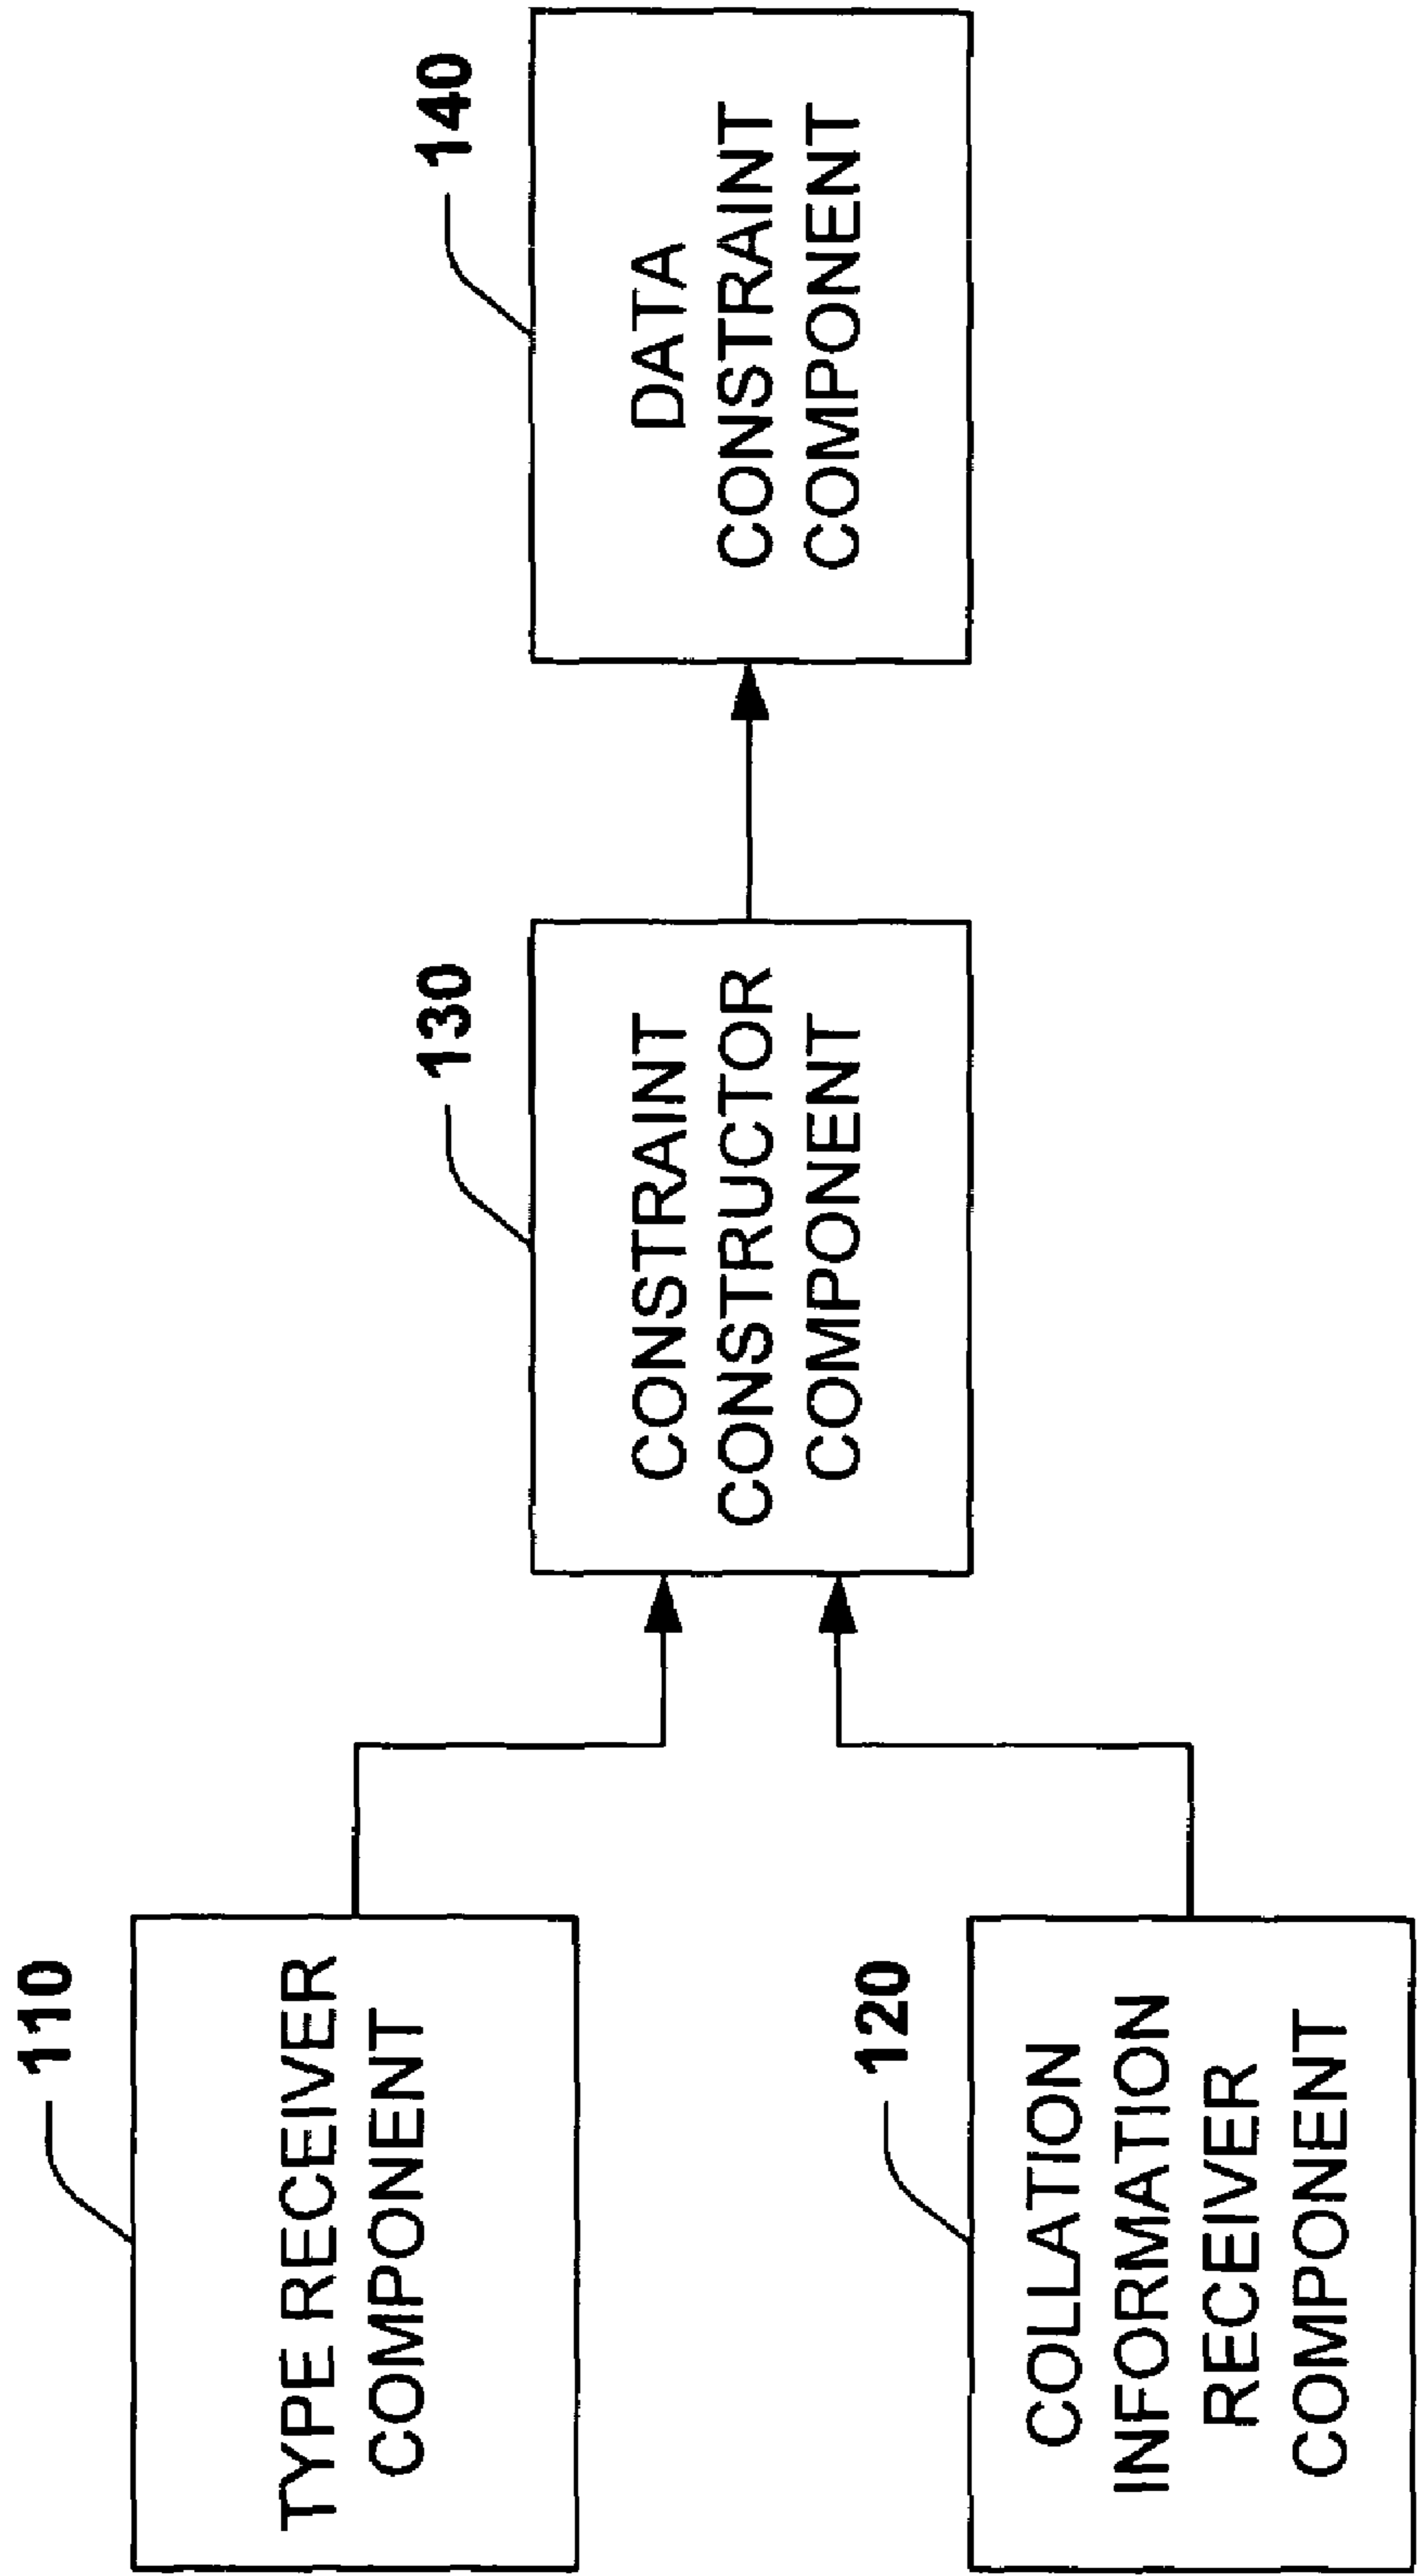 110
TYPE RECEIVER
COMPONENT
120
COLLATION
INFORMATION
RECEIVER
COMPONENT
130
CONSTRAINT
CONSTRUCTOR
COMPONENT
140
DATA
CONSTRAINT
COMPONENT